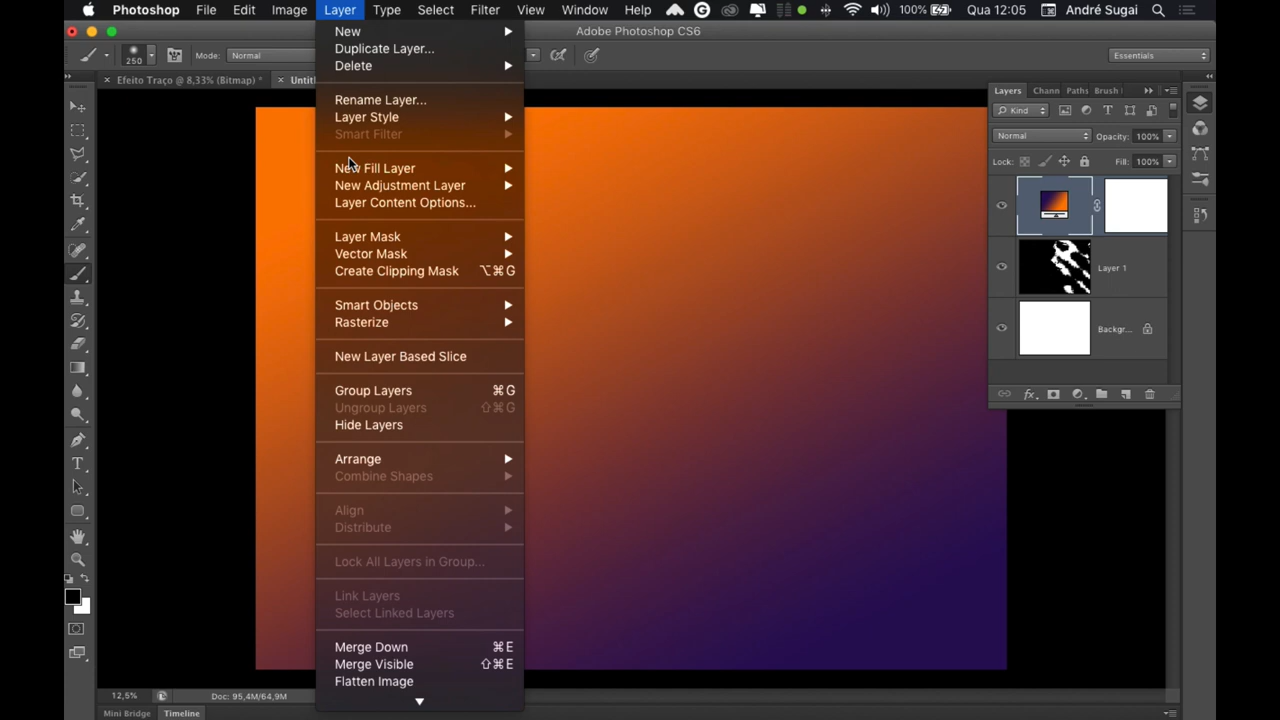 Photoshop File Edit Image Layer Type Select Filter View Window Help 100% Qua 12:05 André Sugai
Adobe Photoshop CS6
250 Mode: Normal Essentials
Efeito Traço @ 8,33% (Bitmap) * Untitl
New
Duplicate Layer...
Delete
Rename Layer...
Layer Style
Smart Filter
New Fill Layer
New Adjustment Layer
Layer Content Options...
Layer Mask
Vector Mask
Create Clipping Mask ⌥⌘G
Smart Objects
Rasterize
New Layer Based Slice
Group Layers ⌘G
Ungroup Layers ⇧⌘G
Hide Layers
Arrange
Combine Shapes
Align
Distribute
Lock All Layers in Group...
Link Layers
Select Linked Layers
Merge Down ⌘E
Merge Visible ⇧⌘E
Flatten Image
Layers Chann Paths Brush
Kind
Normal Opacity: 100%
Lock: Fill: 100%
Layer 1
Backgr...
fx
12,5% Doc: 95,4M/64,9M
Mini Bridge Timeline